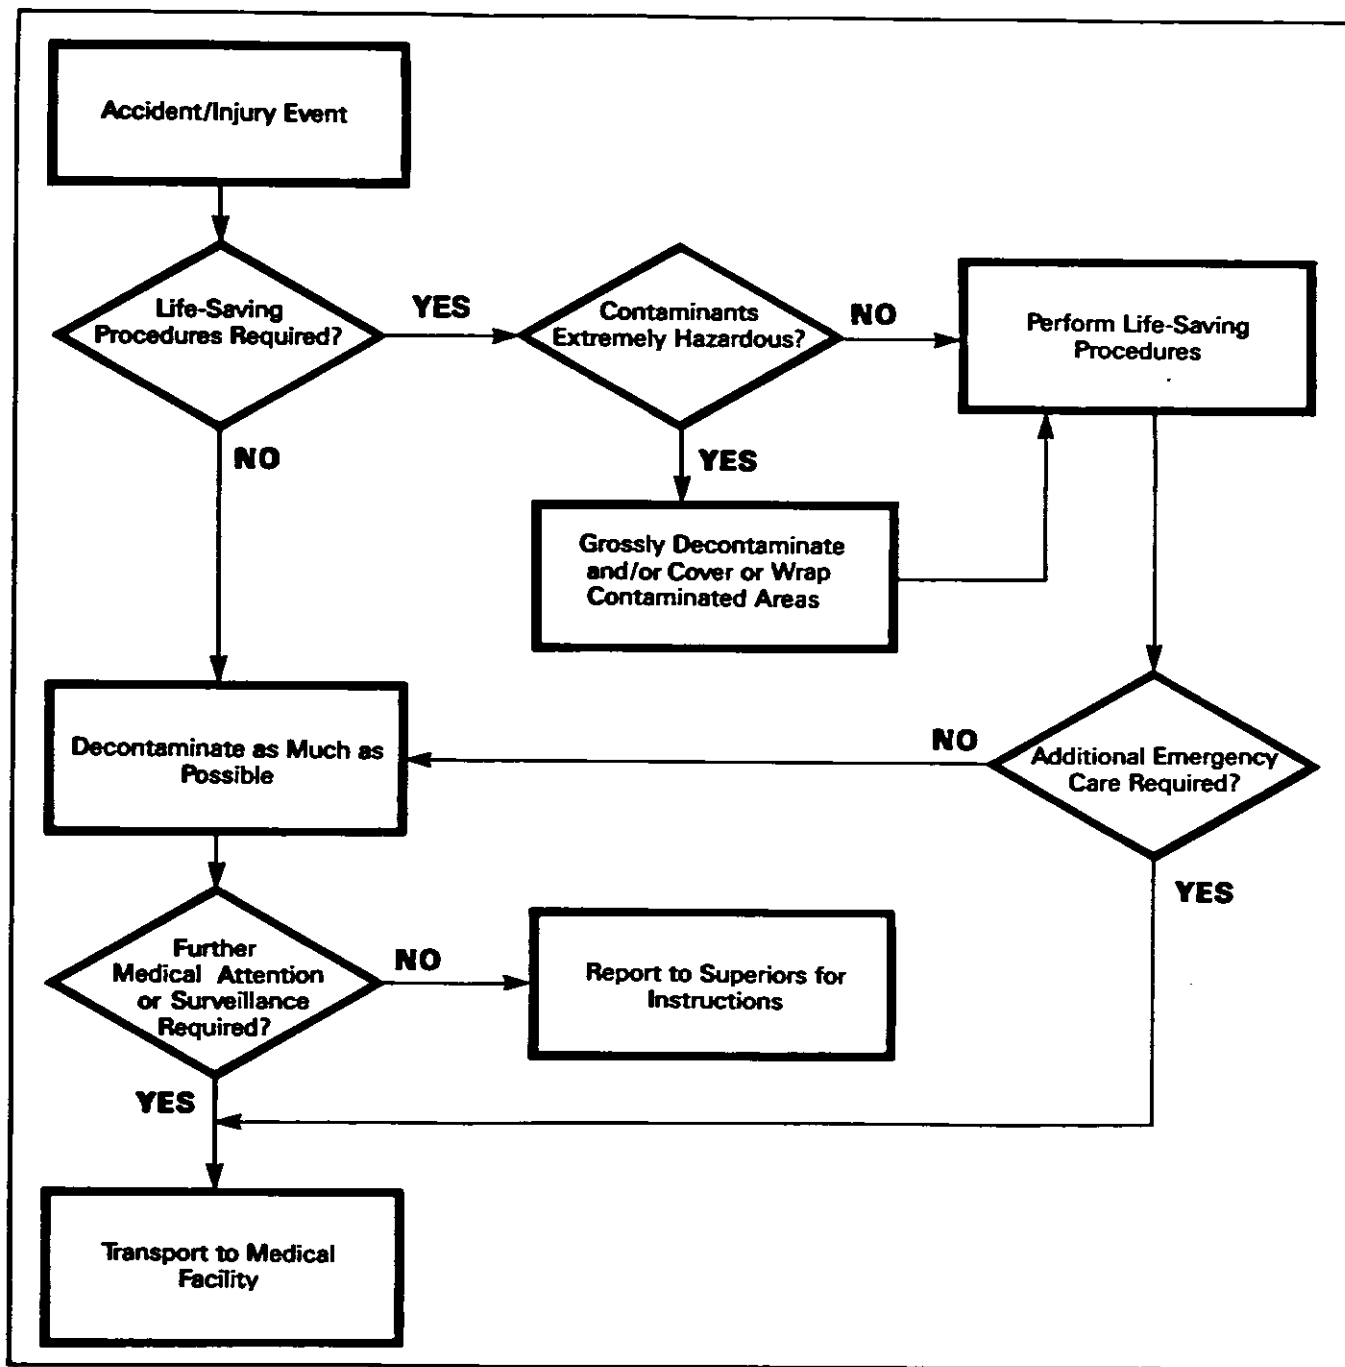 Accident/Injury Event
Life-Saving
Procedures Required?
YES
Contaminants
Extremely Hazardous?
NO
Perform Life-Saving
Procedures
NO
YES
Grossly Decontaminate
and/or Cover or Wrap
Contaminated Areas
Decontaminate as Much as
Possible
NO
Additional Emergency
Care Required?
YES
Further
Medical Attention
or Surveillance
Required?
NO
Report to Superiors for
Instructions
YES
Transport to Medical
Facility